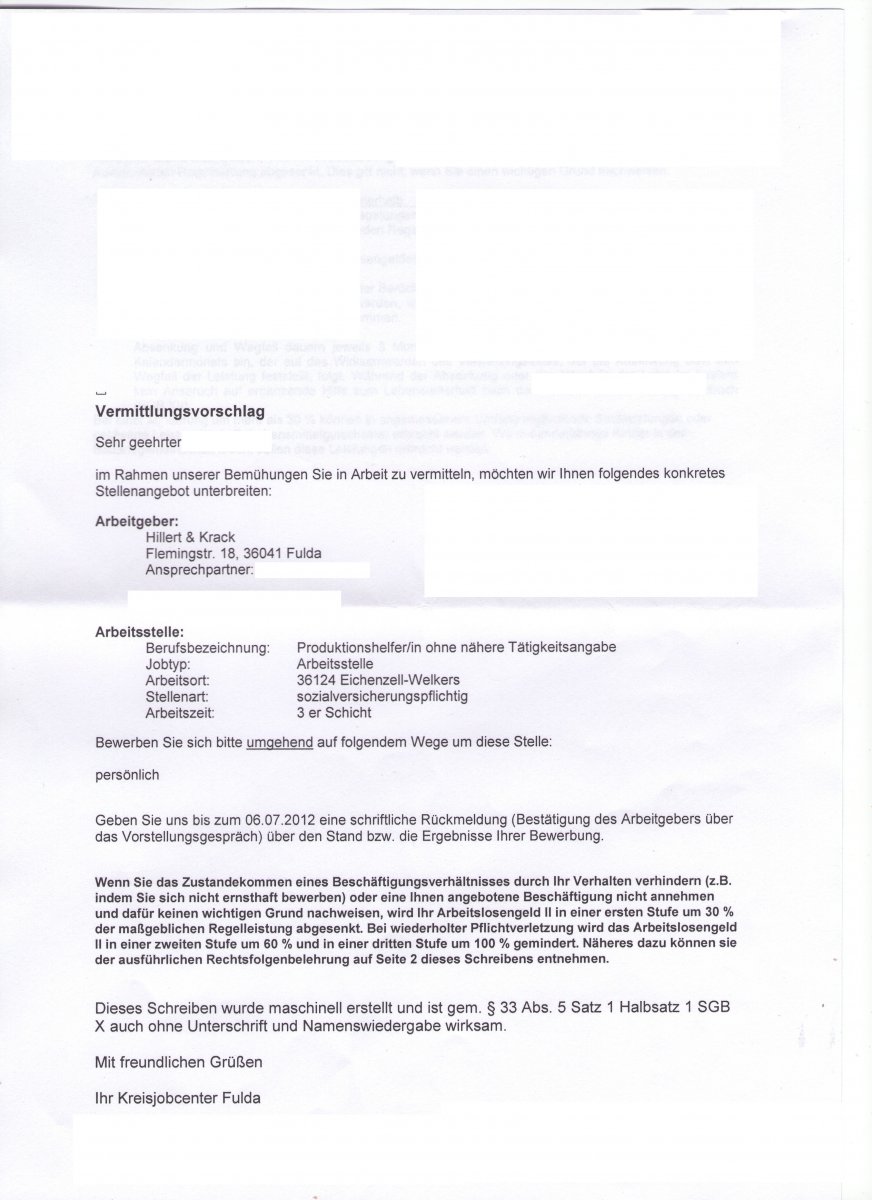 Vermittlungsvorschlag
Sehr geehrter
im Rahmen unserer Bemühungen Sie in Arbeit zu vermitteln, möchten wir Ihnen folgendes konkretes
Stellenangebot unterbreiten:
Arbeitgeber:
Hillert & Krack
Flemingstr. 18, 36041 Fulda
Ansprechpartner:
Arbeitsstelle:
Berufsbezeichnung: Produktionshelfer/in ohne nähere Tätigkeitsangabe
Jobtyp: Arbeitsstelle
Arbeitsort: 36124 Eichenzell-Welkers
Stellenart: sozialversicherungspflichtig
Arbeitszeit: 3 er Schicht
Bewerben Sie sich bitte umgehend auf folgendem Wege um diese Stelle:
persönlich
Geben Sie uns bis zum 06.07.2012 eine schriftliche Rückmeldung (Bestätigung des Arbeitgebers über
das Vorstellungsgespräch) über den Stand bzw. die Ergebnisse Ihrer Bewerbung.
Wenn Sie das Zustandekommen eines Beschäftigungsverhältnisses durch Ihr Verhalten verhindern (z.B.
indem Sie sich nicht ernsthaft bewerben) oder eine Ihnen angebotene Beschäftigung nicht annehmen
und dafür keinen wichtigen Grund nachweisen, wird Ihr Arbeitslosengeld II in einer ersten Stufe um 30 %
der maßgeblichen Regelleistung abgesenkt. Bei wiederholter Pflichtverletzung wird das Arbeitslosengeld
II in einer zweiten Stufe um 60 % und in einer dritten Stufe um 100 % gemindert. Näheres dazu können sie
der ausführlichen Rechtsfolgenbelehrung auf Seite 2 dieses Schreibens entnehmen.
Dieses Schreiben wurde maschinell erstellt und ist gem. § 33 Abs. 5 Satz 1 Halbsatz 1 SGB
X auch ohne Unterschrift und Namenswiedergabe wirksam.
Mit freundlichen Grüßen
Ihr Kreisjobcenter Fulda